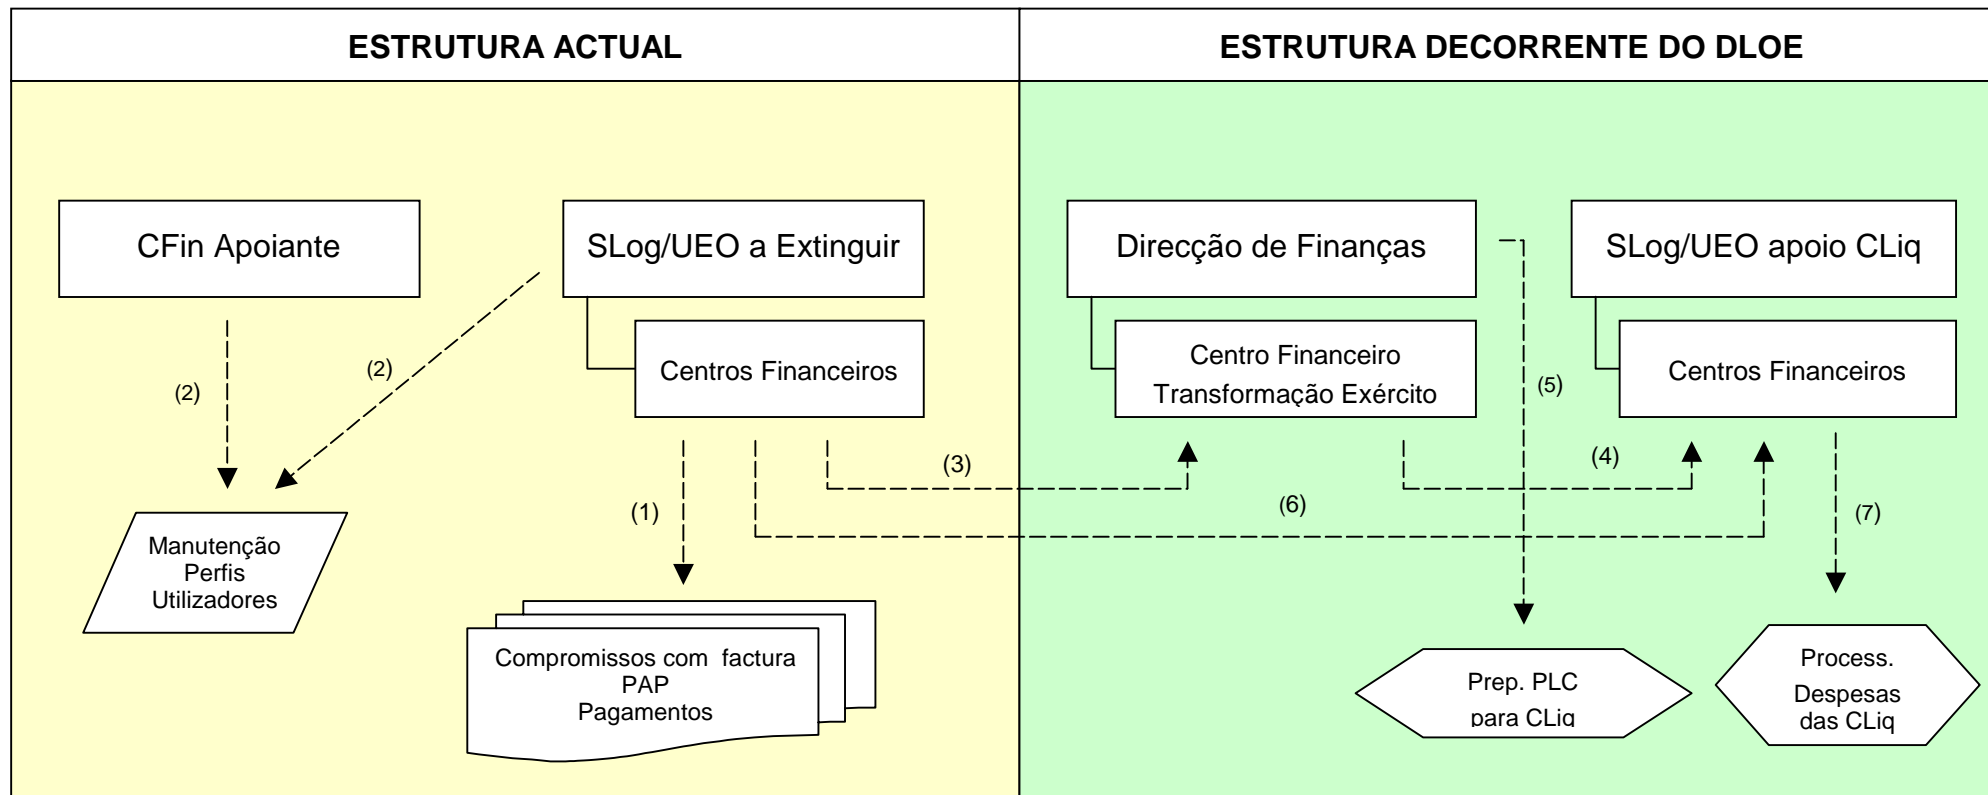 ESTRUTURA ACTUAL
ESTRUTURA DECORRENTE DO DLOE
CFin Apoiante
SLog/UEO a Extinguir
Centros Financeiros
Direcção de Finanças
Centro Financeiro
Transformação Exército
SLog/UEO apoio CLiq
Centros Financeiros
(2)
(2)
(3)
(5)
(4)
(1)
(6)
(7)
Manutenção
Perfis
Utilizadores
Compromissos com factura
PAP
Pagamentos
Prep. PLC
para CLiq
Process.
Despesas
das CLiq